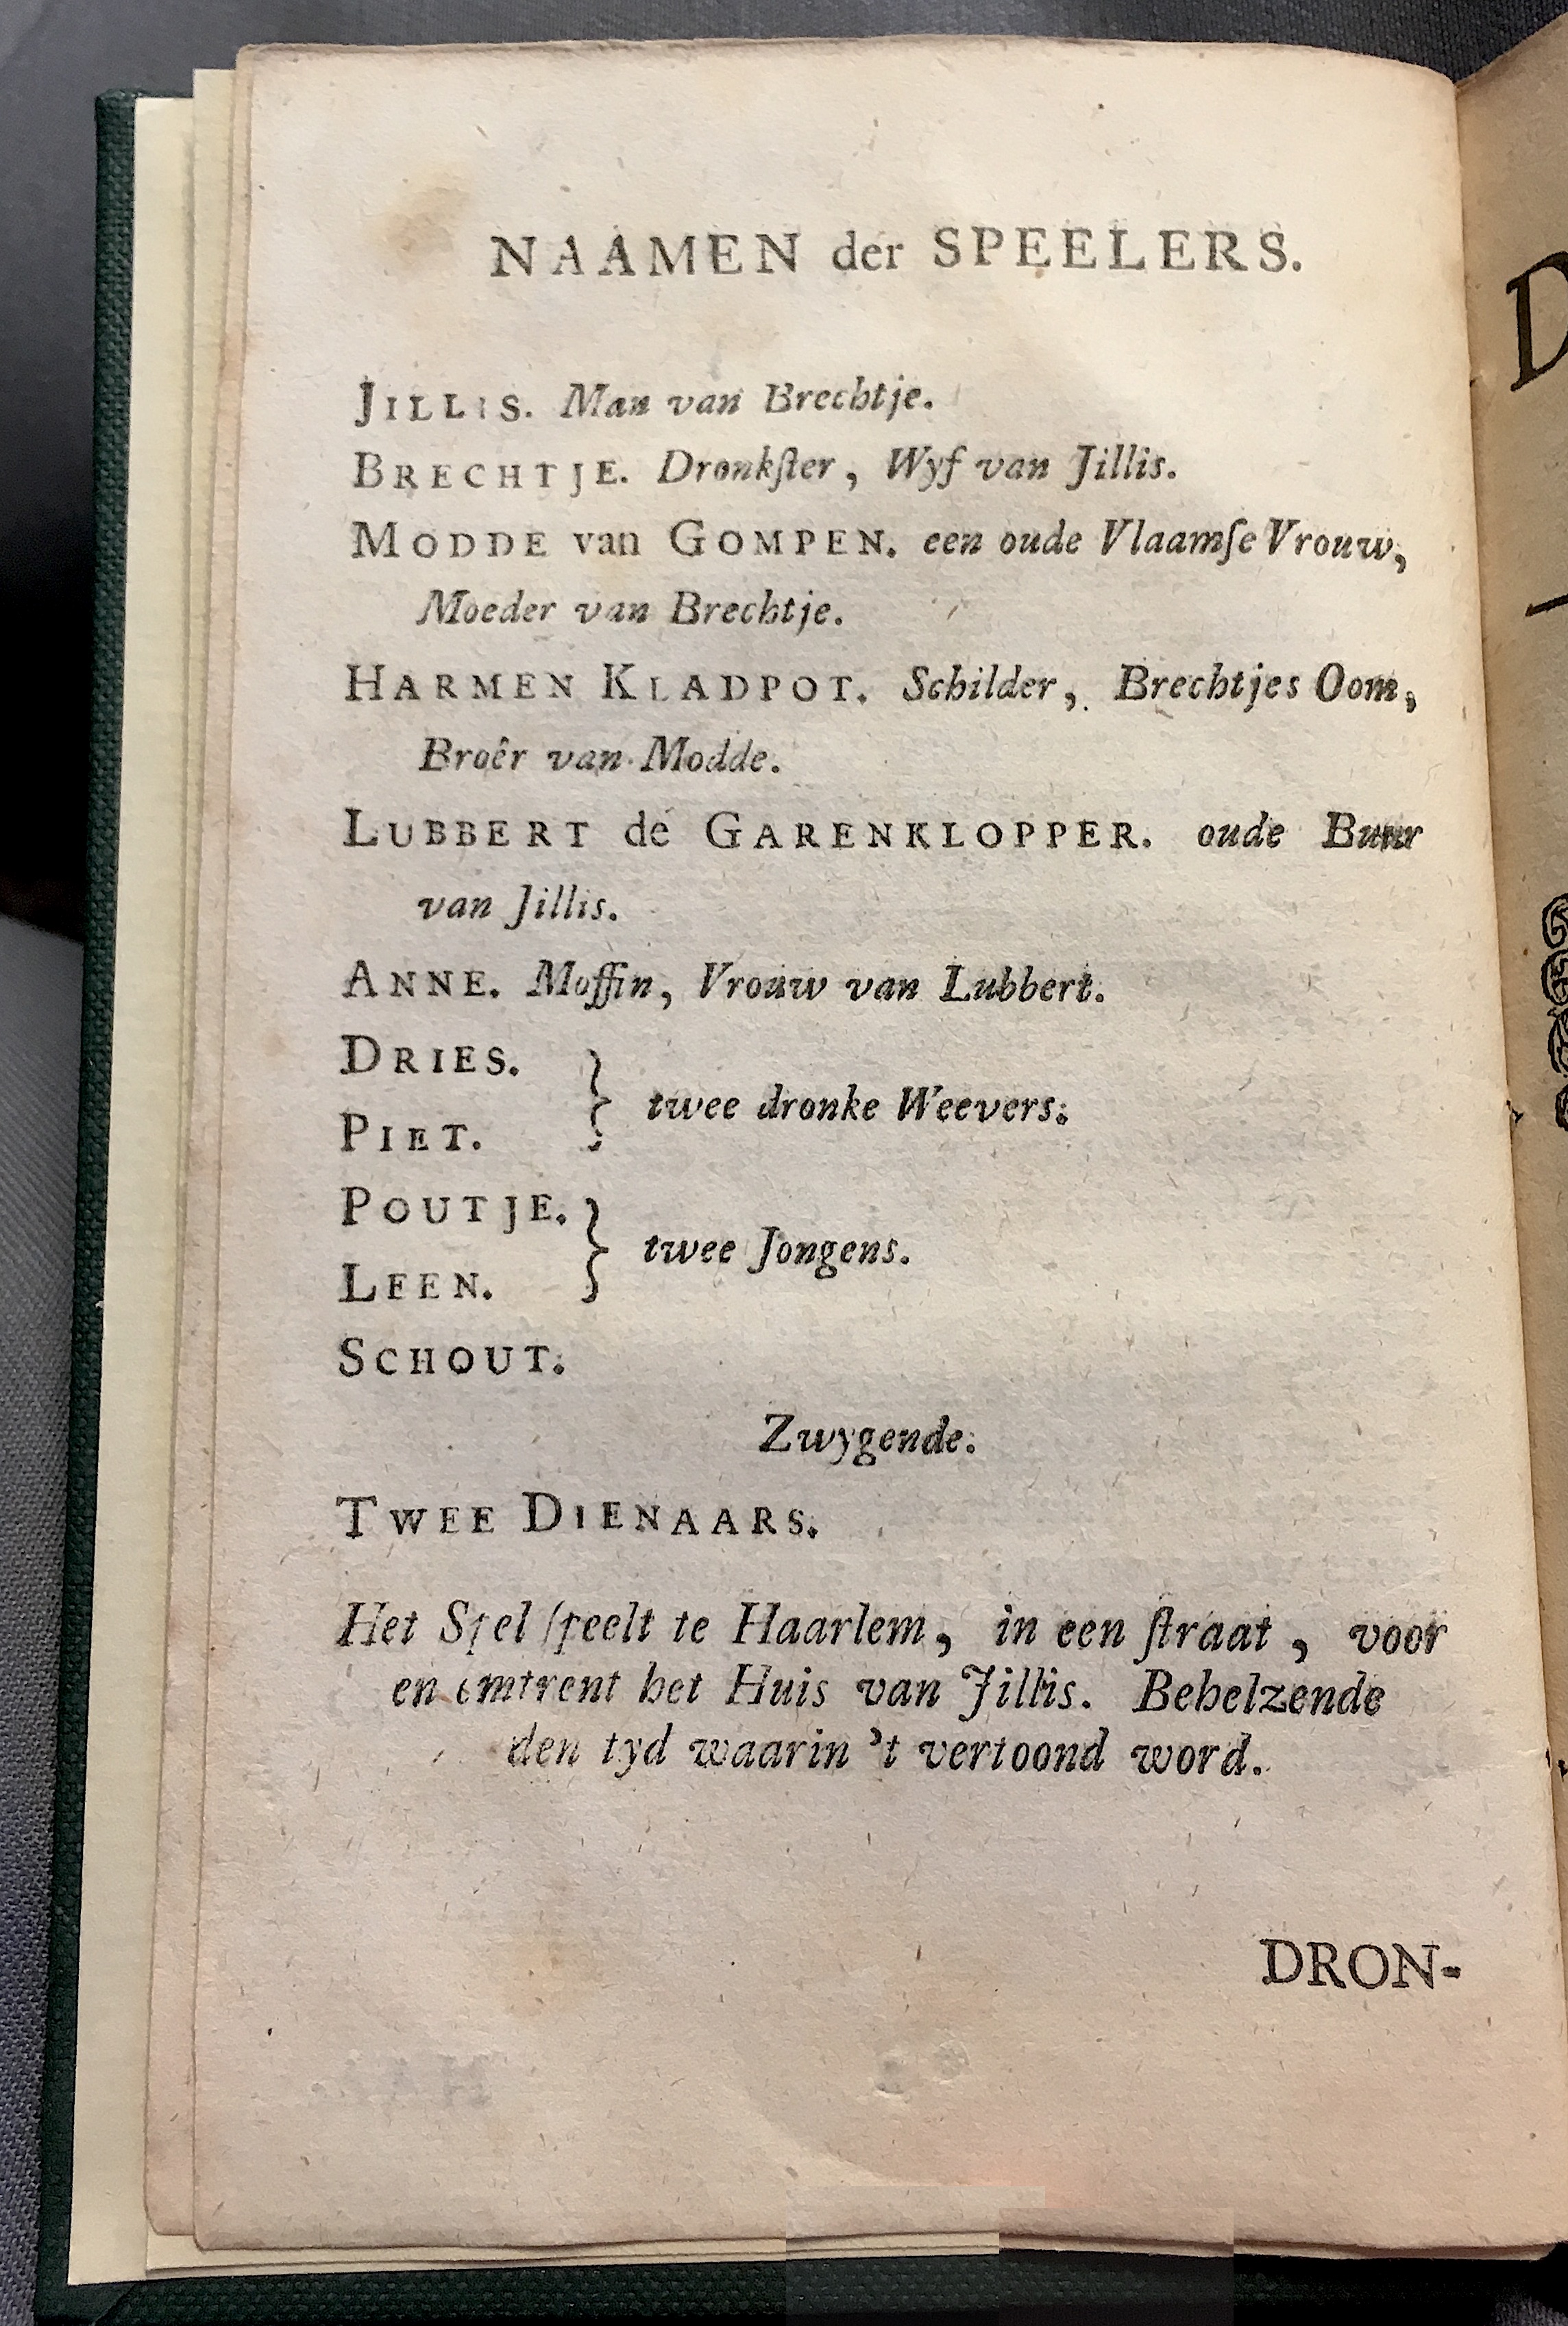 NAAMEN der SPEELERS.
JILLIS. Man van Brechtje.
BRECHTJE. Dronkſter, Wyf van Jillis.
MODDE van GOMPEN. een oude Vlaamſe Vrouw,
Moeder van Brechtje.
HARMEN KLADPOT. Schilder, Brechtjes Oom,
Broêr van Modde.
LUBBERT de GARENKLOPPER. oude Buur
van Jillis.
ANNE. Moffin, Vrouw van Lubbert.
DRIES.
PIET.
} twee dronke Weevers.
POUTJE.
LEEN.
} twee Jongens.
SCHOUT.
Zwygende.
TWEE DIENAARS.
Het Spel ſpeelt te Haarlem, in een ſtraat, voor
en omtrent het Huis van Jillis. Behelzende
den tyd waarin 't vertoond word.
DRON-